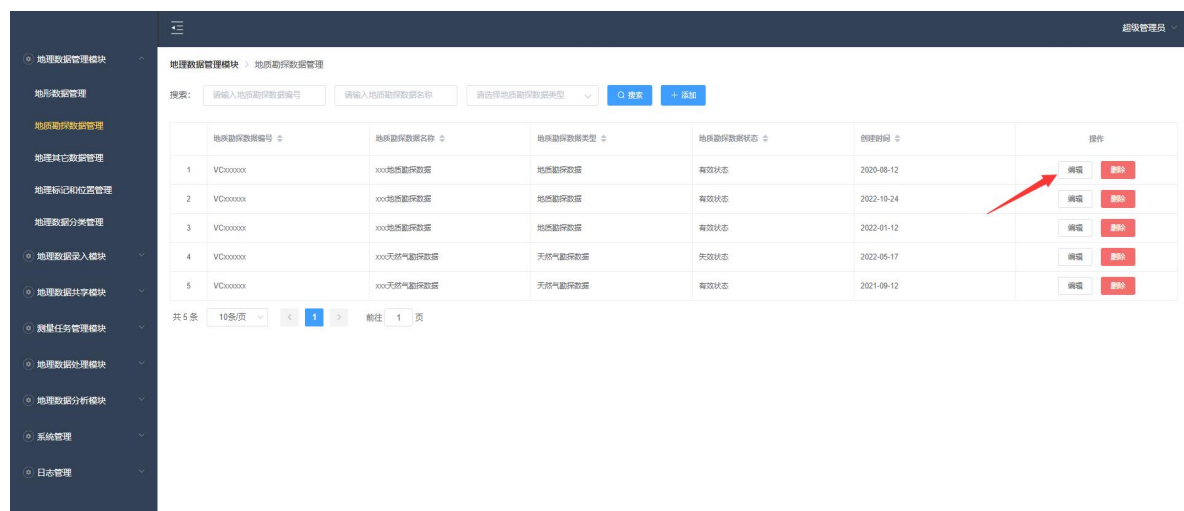 超级管理员
地理数据管理模块
地形数据管理
地质勘探数据管理
地理其它数据管理
地理标记和位置管理
地理数据分类管理
地理数据录入模块
地理数据共享模块
测量任务管理模块
地理数据处理模块
地理数据分析模块
系统管理
日志管理
地理数据管理模块 > 地质勘探数据管理
搜索: 请输入地质勘探数据编号 请输入地质勘探数据名称 请选择地质勘探数据类型 搜索 + 添加
地质勘探数据编号 地质勘探数据名称 地质勘探数据类型 地质勘探数据状态 创建时间 操作
1 VCxxxxxx xxx地质勘探数据 地质勘探数据 有效状态 2020-08-12 编辑 删除
2 VCxxxxxx xxx地质勘探数据 地质勘探数据 有效状态 2022-10-24 编辑 删除
3 VCxxxxxx xxx地质勘探数据 地质勘探数据 有效状态 2022-01-12 编辑 删除
4 VCxxxxxx xxx天然气勘探数据 天然气勘探数据 失效状态 2022-05-17 编辑 删除
5 VCxxxxxx xxx天然气勘探数据 天然气勘探数据 有效状态 2021-09-12 编辑 删除
共 5 条 10条/页 < 1 > 前往 1 页